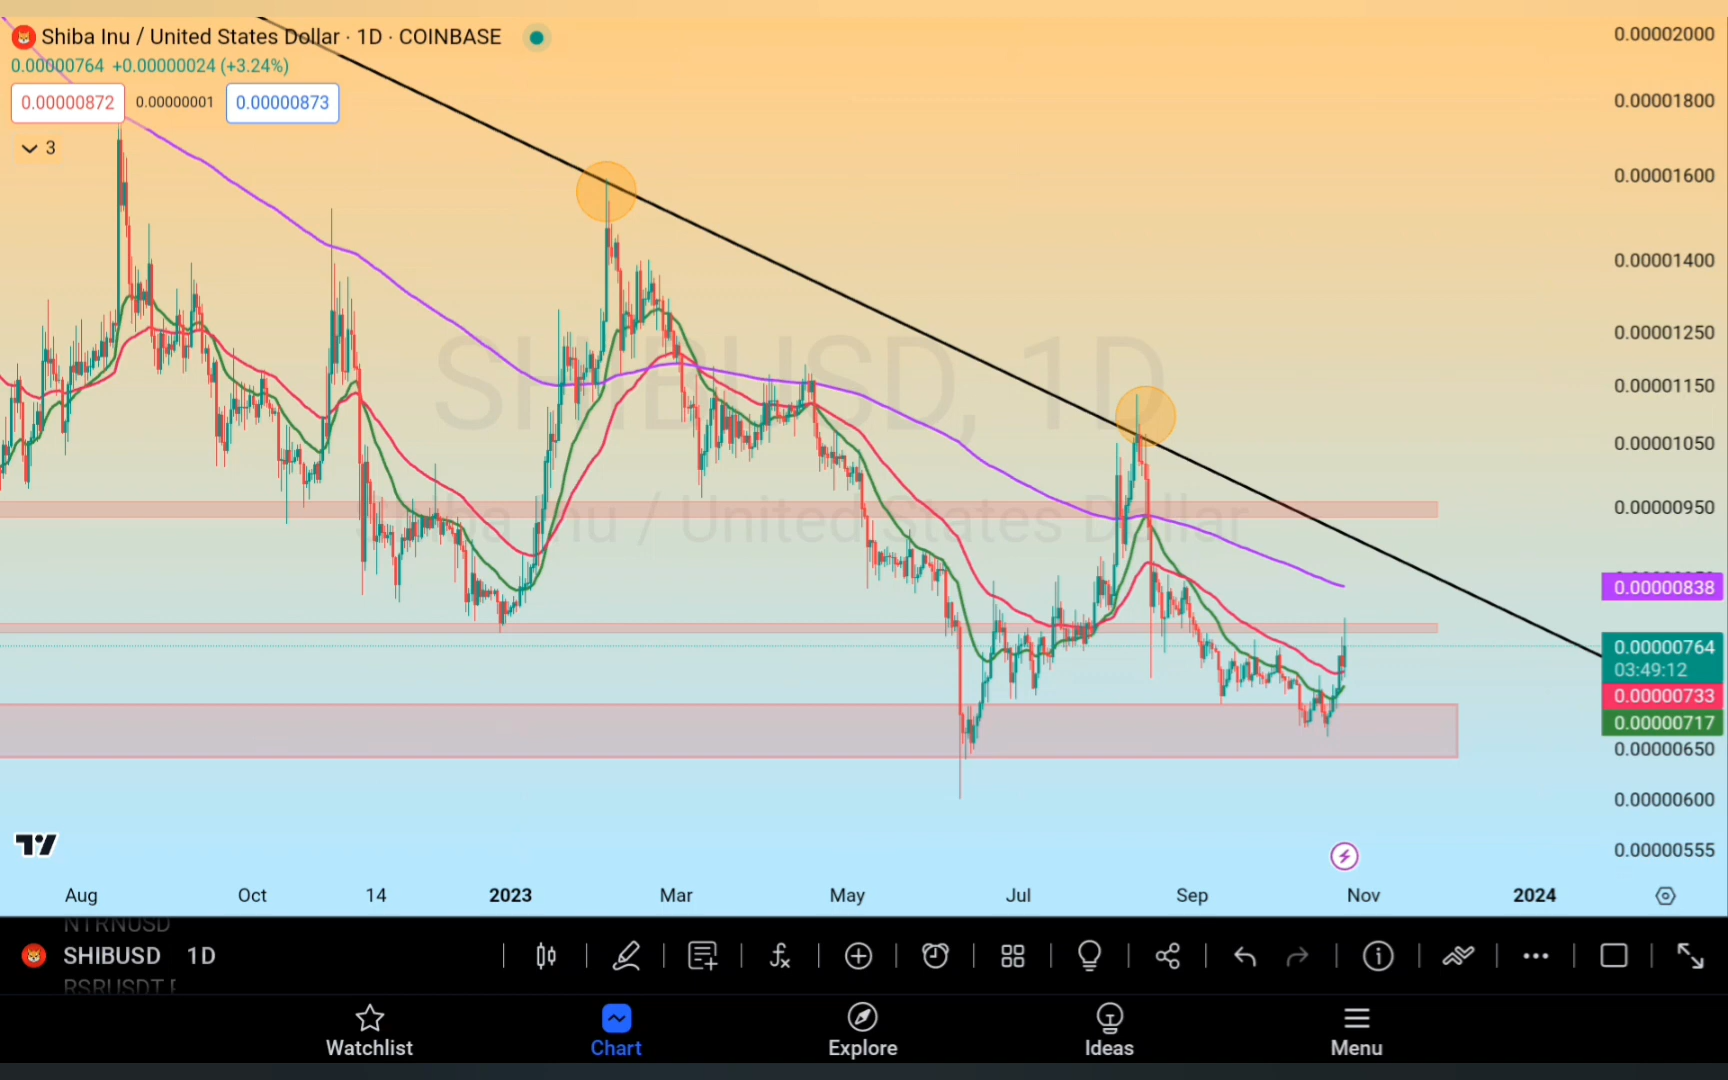 Shiba Inu / United States Dollar · 1D · COINBASE
0.00000764 +0.00000024 (+3.24%)
0.00000872 0.00000001 0.00000873
3
SHIBUSD, 1D
Shiba Inu / United States Dollar
0.00002000
0.00001800
0.00001600
0.00001400
0.00001250
0.00001150
0.00001050
0.00000950
0.00000838
0.00000764
03:49:12
0.00000733
0.00000717
0.00000650
0.00000600
0.00000555
Aug Oct 14 2023 Mar May Jul Sep Nov 2024
NTRNUSD
SHIBUSD 1D
RSRUSDT
Watchlist Chart Explore Ideas Menu